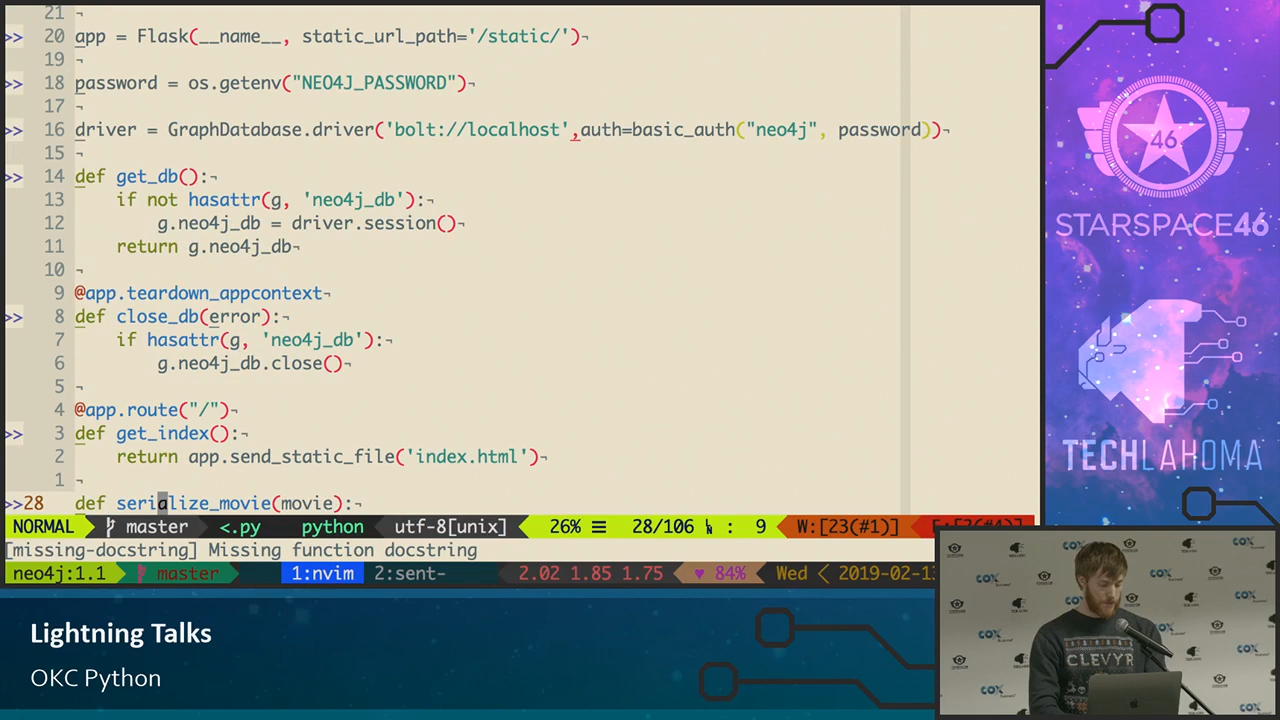 21
>> 20 app = Flask(__name__, static_url_path='/static/')¬
19 ¬
>> 18 password = os.getenv("NEO4J_PASSWORD")¬
17 ¬
>> 16 driver = GraphDatabase.driver('bolt://localhost',auth=basic_auth("neo4j", password))¬
15 ¬
>> 14 def get_db():¬
13 if not hasattr(g, 'neo4j_db'):¬
12 g.neo4j_db = driver.session()¬
11 return g.neo4j_db¬
10 ¬
9 @app.teardown_appcontext¬
>> 8 def close_db(error):¬
7 if hasattr(g, 'neo4j_db'):¬
6 g.neo4j_db.close()¬
5 ¬
4 @app.route("/")¬
>> 3 def get_index():¬
2 return app.send_static_file('index.html')¬
1 ¬
>>28 def serialize_movie(movie):¬
NORMAL master <.py python utf-8[unix] 26% ☰ 28/106 : 9 W:[23(#1)]
[missing-docstring] Missing function docstring
neo4j:1.1 master 1:nvim 2:sent- 2.02 1.85 1.75 ♥ 84% Wed < 2019-02-13
46
STARSPACE46
TECHLAHOMA
Lightning Talks
OKC Python
COX
CLEVYR